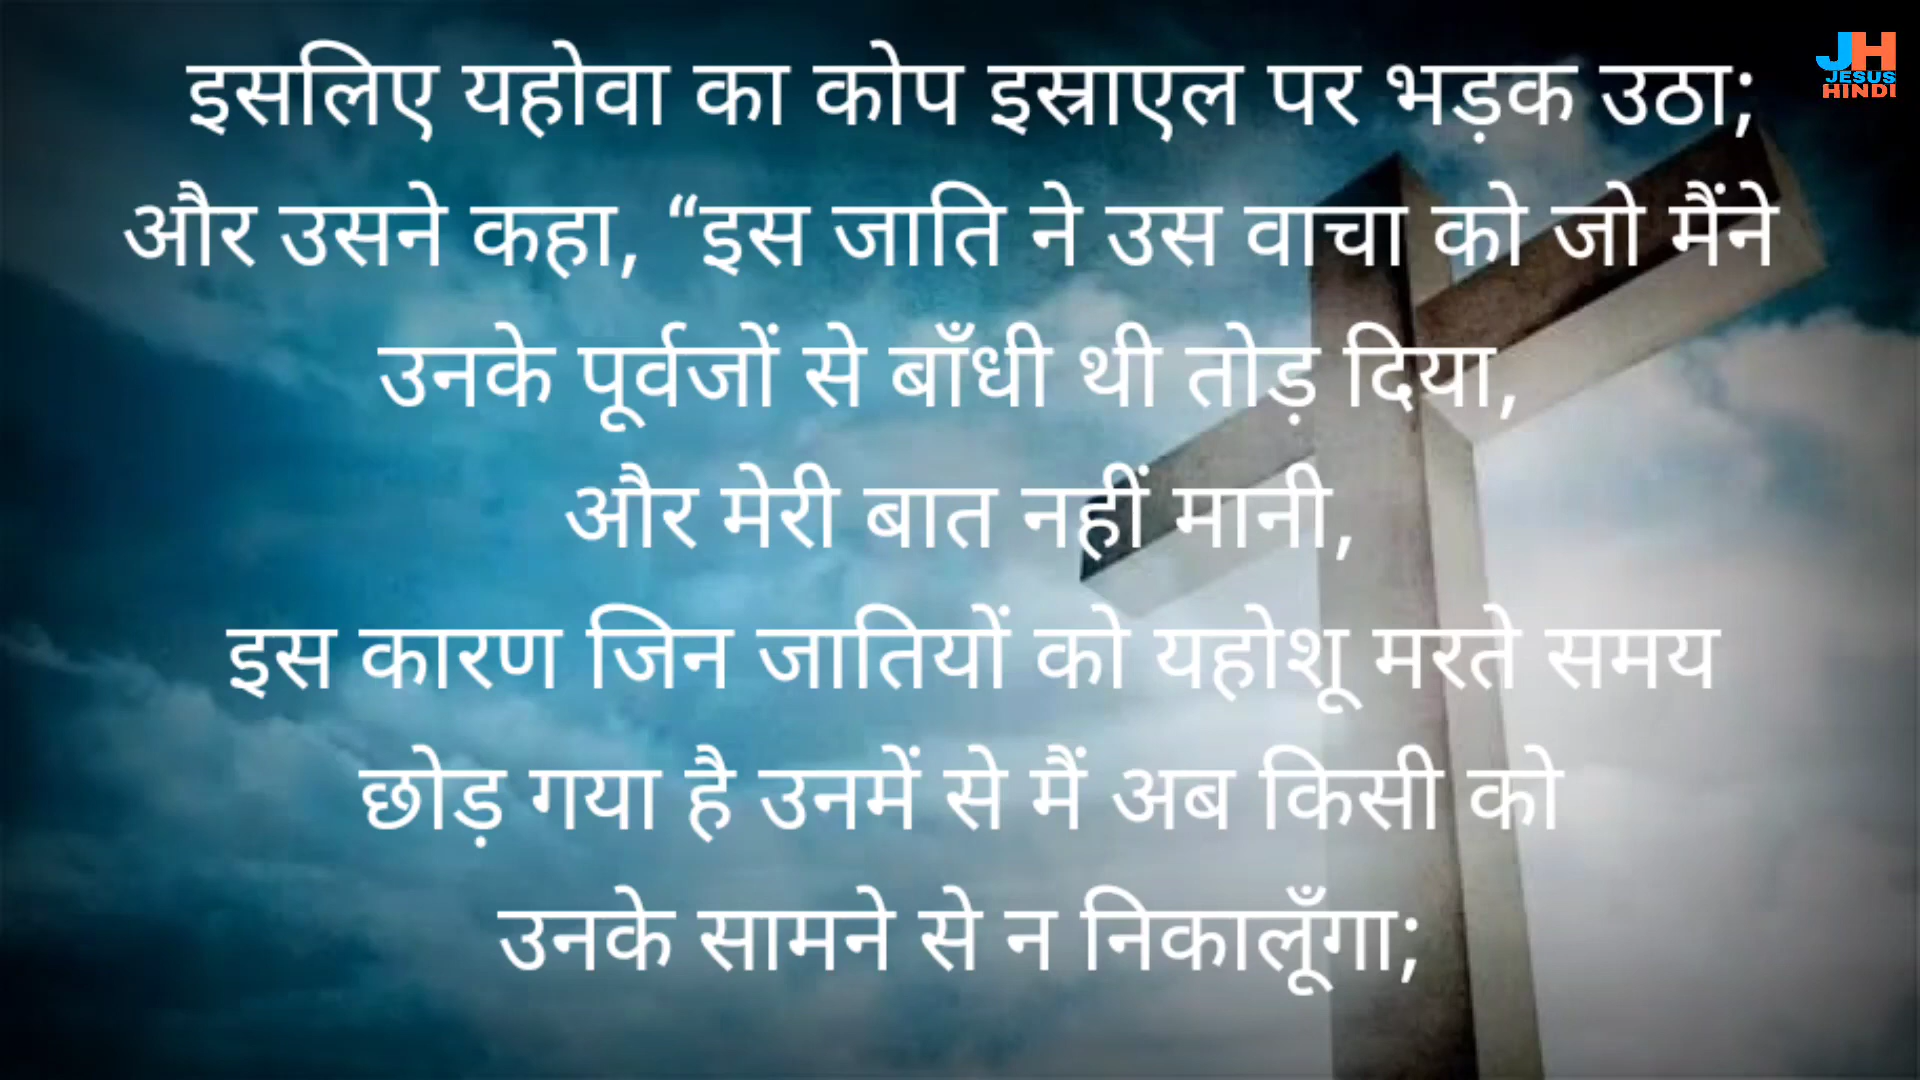 इसलिए यहोवा का कोप इस्राएल पर भड़क उठा;
और उसने कहा, “इस जाति ने उस वाचा को जो मैंने
उनके पूर्वजों से बाँधी थी तोड़ दिया,
और मेरी बात नहीं मानी,
इस कारण जिन जातियों को यहोशू मरते समय
छोड़ गया है उनमें से मैं अब किसी को
उनके सामने से न निकालूँगा;
JH
JESUS
HINDI